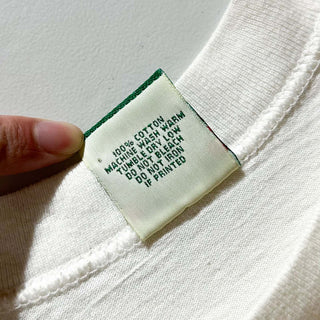 100% COTTON
MACHINE WASH WARM
TUMBLE DRY LOW
DO NOT BLEACH
DO NOT IRON
IF PRINTED